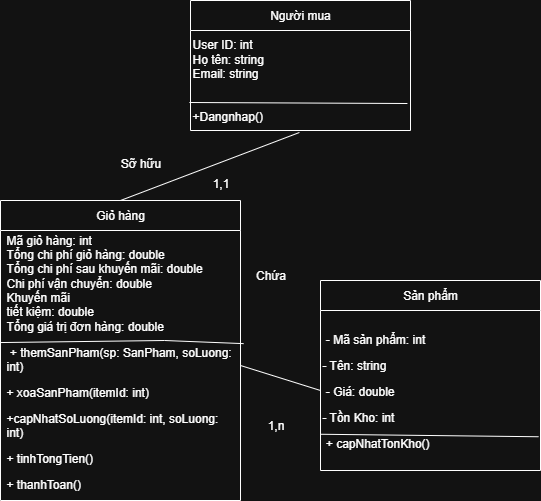 Người mua
User ID: int
Họ tên: string
Email: string
+Dangnhap()
Sỡ hữu
1,1
Giỏ hàng
Mã giỏ hàng: int
Tổng chi phí giỏ hàng: double
Tổng chi phí sau khuyến mãi: double
Chi phí vận chuyển: double
Khuyến mãi
tiết kiệm: double
Tổng giá trị đơn hàng: double
+ themSanPham(sp: SanPham, soLuong:
int)
+ xoaSanPham(itemId: int)
+capNhatSoLuong(itemId: int, soLuong:
int)
+ tinhTongTien()
+ thanhToan()
Chứa
1,n
Sản phẩm
- Mã sản phẩm: int
- Tên: string
- Giá: double
- Tồn Kho: int
+ capNhatTonKho()